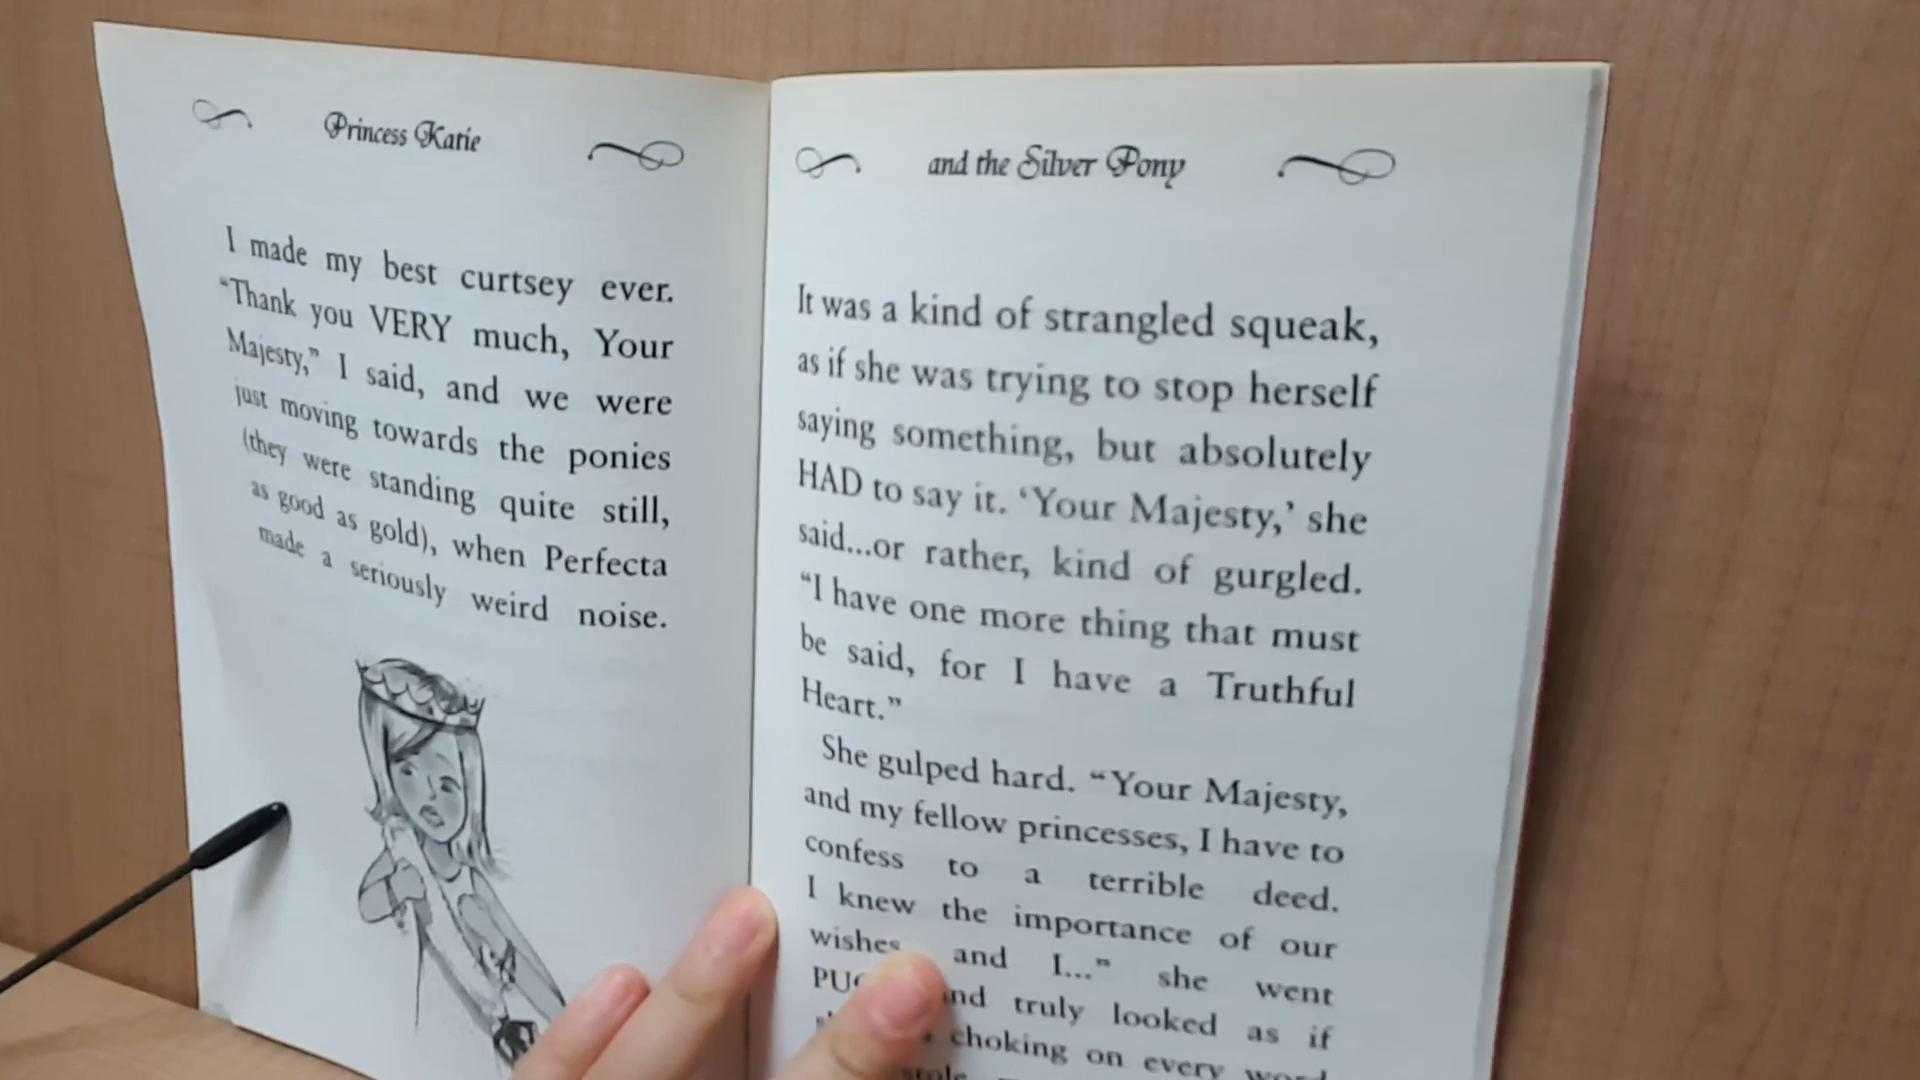 Princess Katie
I made my best curtsey ever.
“Thank you VERY much, Your
Majesty,” I said, and we were
just moving towards the ponies
(they were standing quite still,
as good as gold), when Perfecta
made a seriously weird noise.
and the Silver Pony
It was a kind of strangled squeak,
as if she was trying to stop herself
saying something, but absolutely
HAD to say it. ‘Your Majesty,’ she
said...or rather, kind of gurgled.
“I have one more thing that must
be said, for I have a Truthful
Heart.”
She gulped hard. “Your Majesty,
and my fellow princesses, I have to
confess to a terrible deed.
I knew the importance of our
wishes and I...” she went
truly looked as if
choking on every